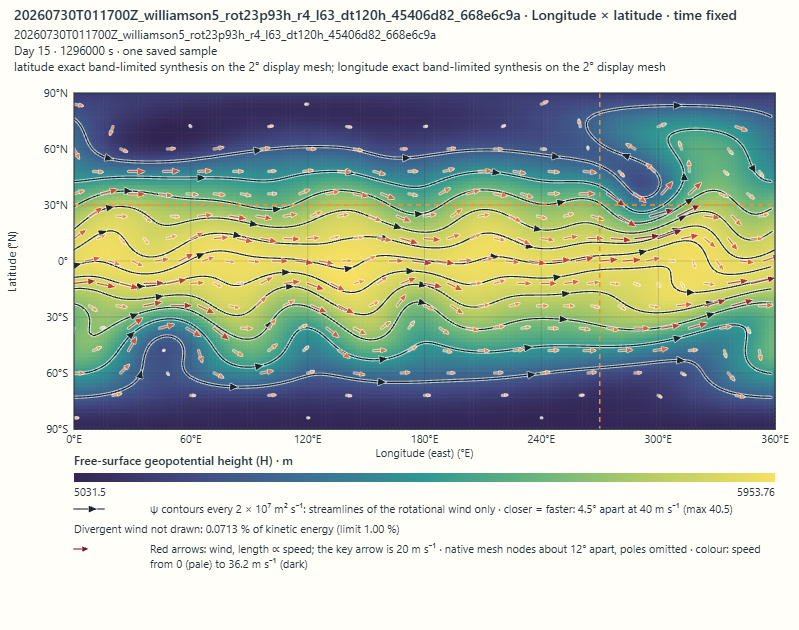 20260730T011700Z_williamson5_rot23p93h_r4_l63_dt120h_45406d82_668e6c9a · Longitude × latitude · time fixed
20260730T011700Z_williamson5_rot23p93h_r4_l63_dt120h_45406d82_668e6c9a
Day 15 · 1296000 s · one saved sample
latitude exact band-limited synthesis on the 2° display mesh; longitude exact band-limited synthesis on the 2° display mesh
90°N
60°N
30°N
0°
30°S
60°S
90°S
Latitude (°N)
0°E 60°E 120°E 180°E 240°E 300°E 360°E
Longitude (east) (°E)
Free-surface geopotential height (H) · m
5031.5 5953.76
ψ contours every 2 × 10⁷ m² s⁻¹: streamlines of the rotational wind only · closer = faster: 4.5° apart at 40 m s⁻¹ (max 40.5)
Divergent wind not drawn: 0.0713 % of kinetic energy (limit 1.00 %)
Red arrows: wind, length ∝ speed; the key arrow is 20 m s⁻¹ · native mesh nodes about 12° apart, poles omitted · colour: speed
from 0 (pale) to 36.2 m s⁻¹ (dark)